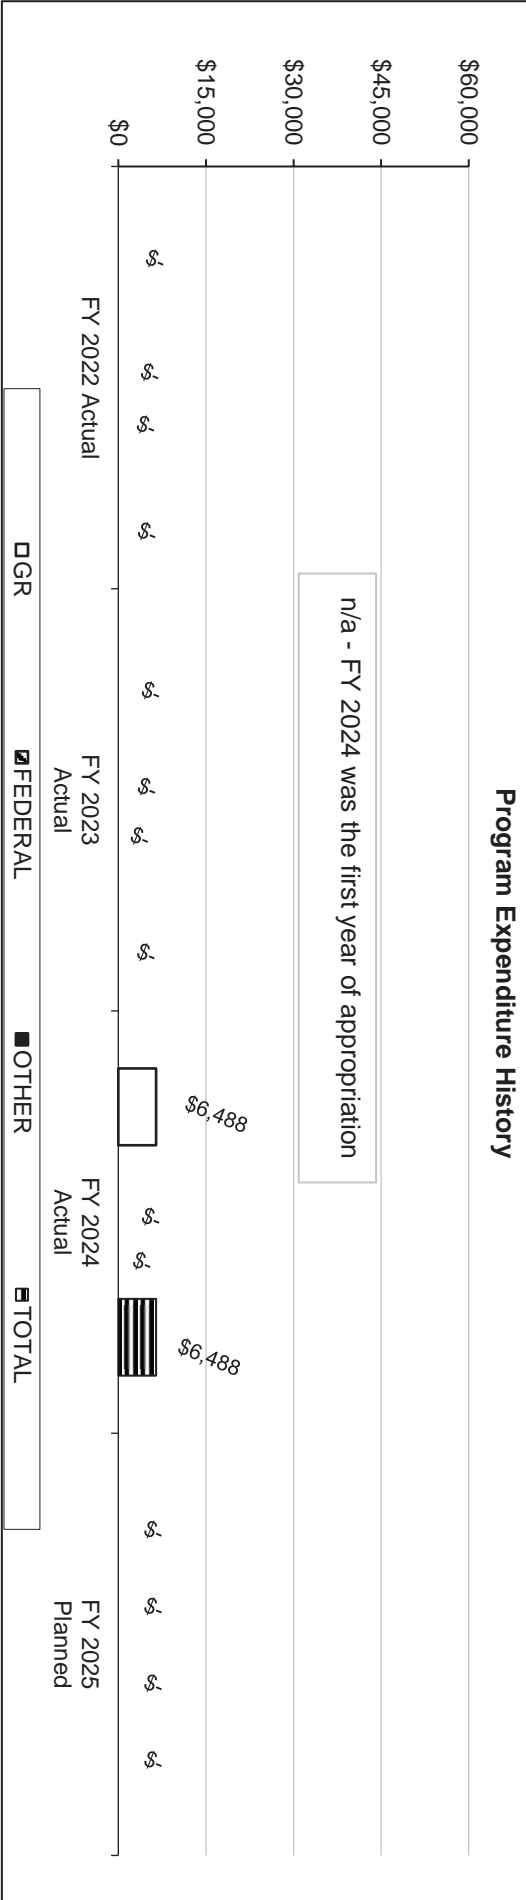 Program Expenditure History
$60,000
$45,000
$30,000
$15,000
$0
n/a - FY 2024 was the first year of appropriation
$- $- $- $-
$- $- $- $-
$6,488 $- $- $6,488
$- $- $- $-
FY 2022 Actual
FY 2023
Actual
FY 2024
Actual
FY 2025
Planned
GR FEDERAL OTHER TOTAL